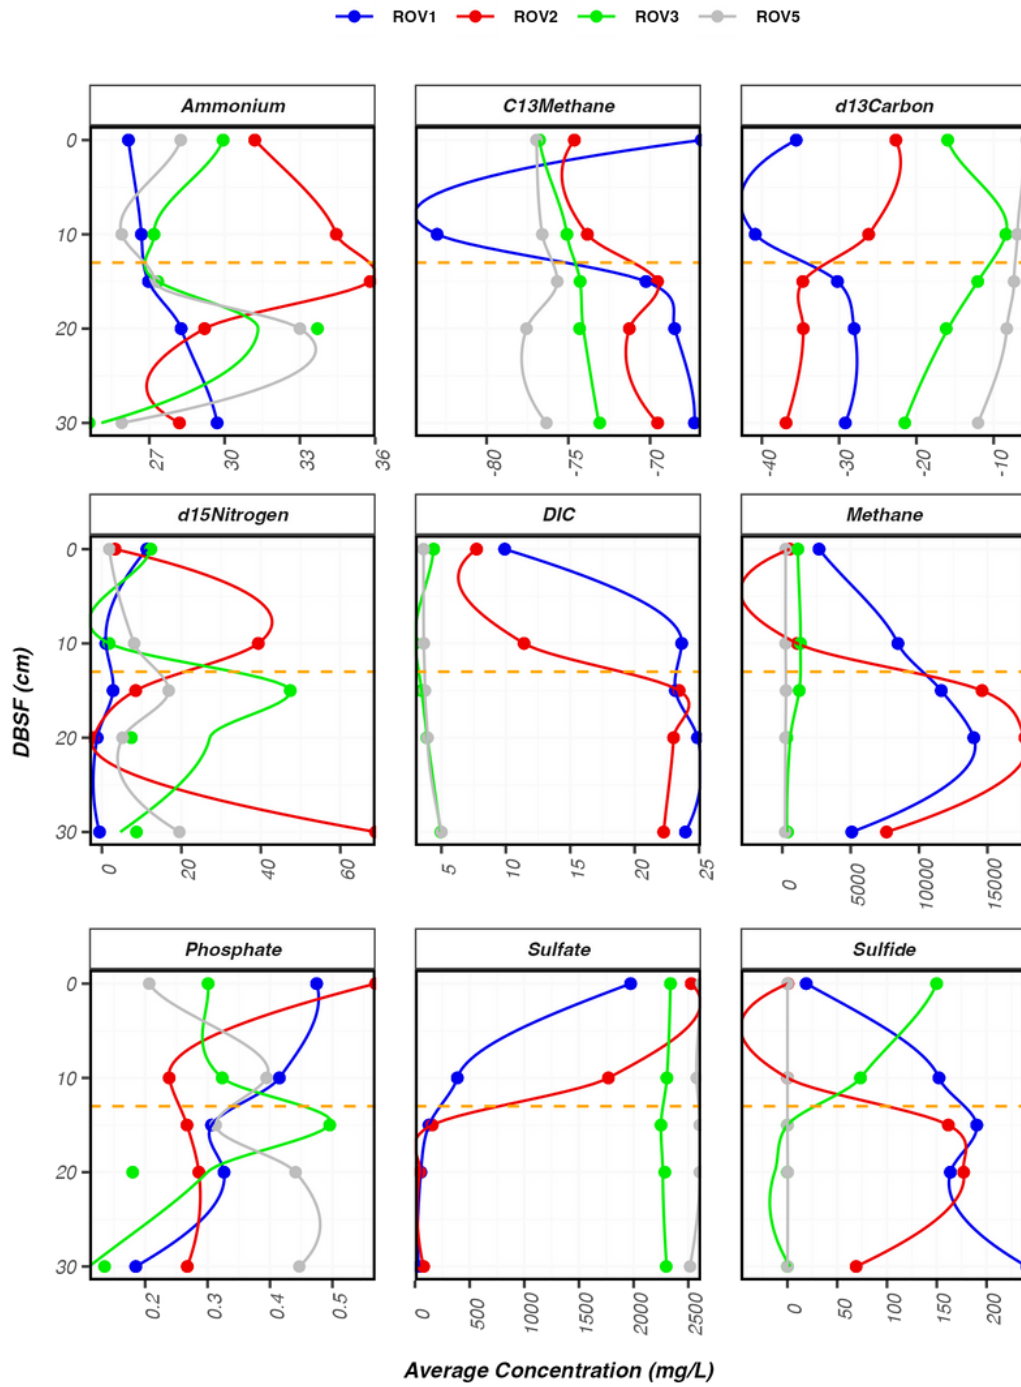 ROV1 ROV2 ROV3 ROV5
Ammonium C13Methane d13Carbon
0
10
20
30
27 30 33 36
-80 -75 -70
-40 -30 -20 -10
d15Nitrogen DIC Methane
0
10
20
30
0 20 40 60
5 10 15 20 25
0 5000 10000 15000
DBSF (cm)
Phosphate Sulfate Sulfide
0
10
20
30
0.2 0.3 0.4 0.5
0 500 1000 1500 2000 2500
0 50 100 150 200
Average Concentration (mg/L)